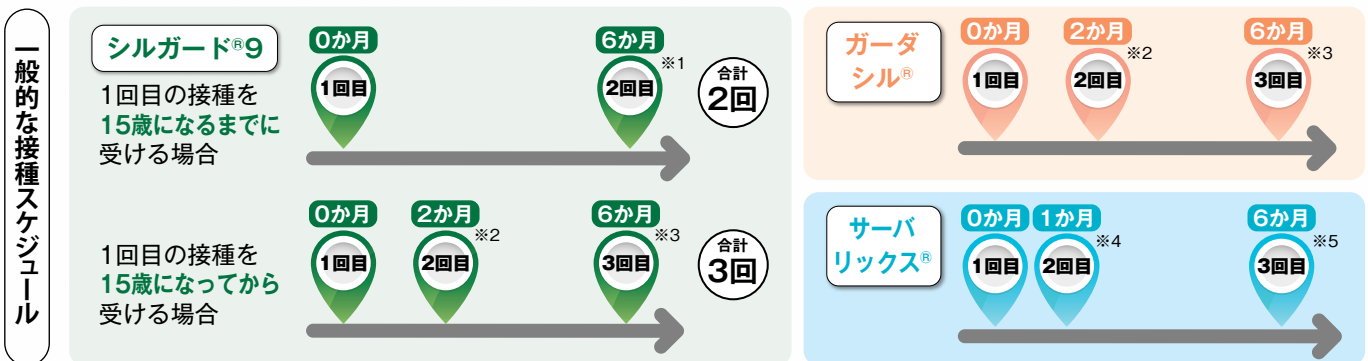 一般的な接種スケジュール
シルガード®9
1回目の接種を
15歳になるまでに
受ける場合
0か月
1回目
6か月
※1
2回目
合計
2回
1回目の接種を
15歳になってから
受ける場合
0か月
1回目
2か月
※2
2回目
6か月
※3
3回目
合計
3回
ガーダ
シル®
0か月
1回目
2か月
※2
2回目
6か月
※3
3回目
サーバ
リックス®
0か月
1回目
1か月
※4
2回目
6か月
※5
3回目